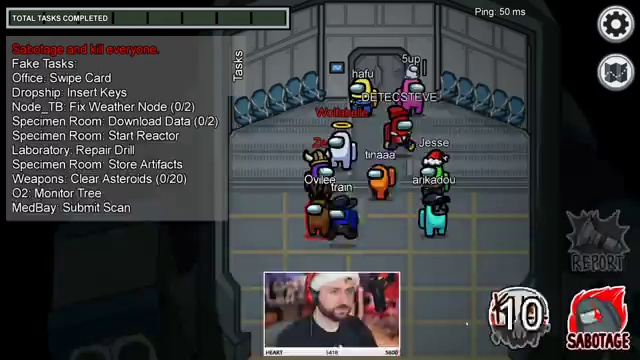 TOTAL TASKS COMPLETED
Ping: 50 ms
Sabotage and kill everyone.
Fake Tasks:
Office: Swipe Card
Dropship: Insert Keys
Node_TB: Fix Weather Node (0/2)
Specimen Room: Download Data (0/2)
Specimen Room: Start Reactor
Laboratory: Repair Drill
Specimen Room: Store Artifacts
Weapons: Clear Asteroids (0/20)
O2: Monitor Tree
MedBay: Submit Scan
Tasks
5up
hafu
DETECSTEVE
Jesse
tinaaa
Ovilee
train
arikadou
REPORT
10
SABOTAGE
HEART